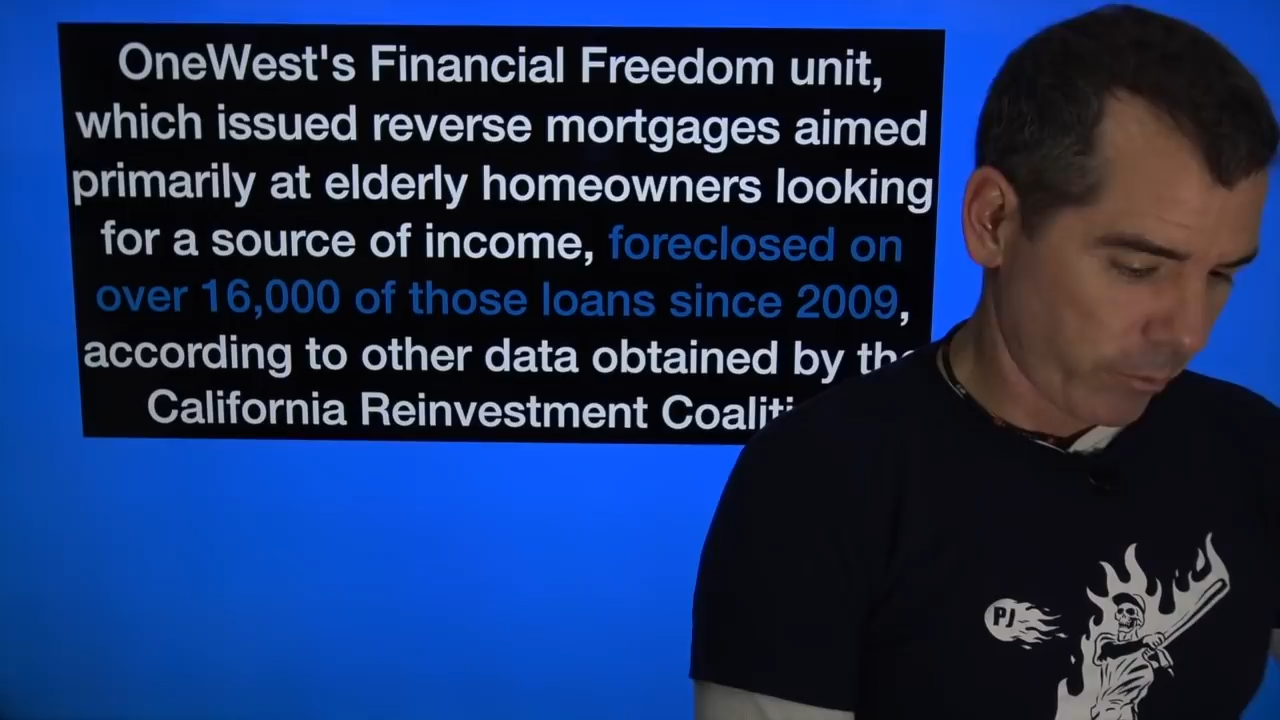 OneWest's Financial Freedom unit,
which issued reverse mortgages aimed
primarily at elderly homeowners looking
for a source of income, foreclosed on
over 16,000 of those loans since 2009,
according to other data obtained by the
California Reinvestment
PJ